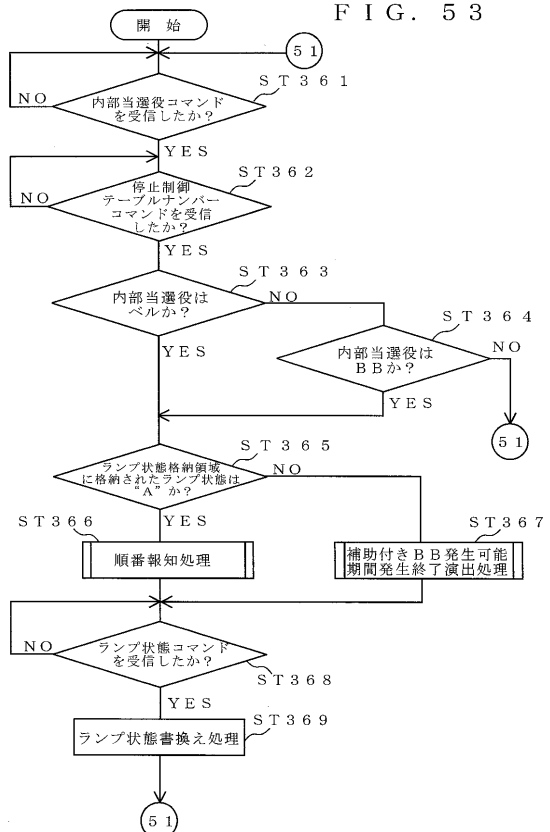 ＦＩＧ. ５３
開始
５１
ＳＴ３６１
内部当選役コマンド
を受信したか？
ＮＯ
ＹＥＳ
ＳＴ３６２
停止制御
テーブルナンバー
コマンドを受信
したか？
ＮＯ
ＹＥＳ
ＳＴ３６３
内部当選役は
ベルか？
ＮＯ
ＹＥＳ
ＳＴ３６４
内部当選役は
ＢＢか？
ＮＯ
ＹＥＳ
５１
ＳＴ３６５
ランプ状態格納領域
に格納されたランプ状態は
“Ａ”か？
ＮＯ
ＹＥＳ
ＳＴ３６６
順番報知処理
ＳＴ３６７
補助付きＢＢ発生可能
期間発生終了演出処理
ランプ状態コマンド
を受信したか？
ＮＯ
ＳＴ３６８
ＹＥＳ
ＳＴ３６９
ランプ状態書換え処理
５１